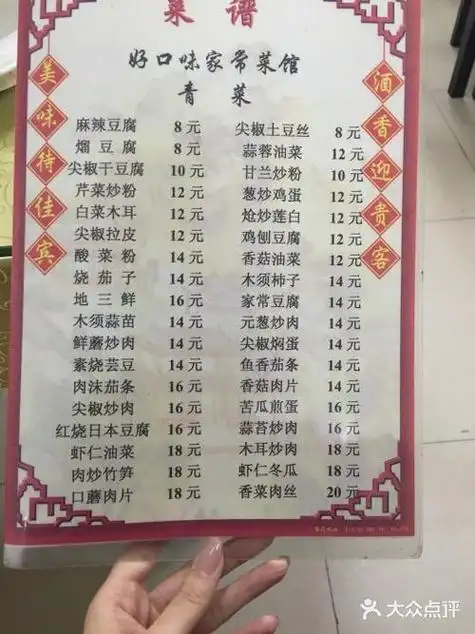 菜谱
好口味家常菜馆
青菜
美味待佳宾
酒香迎贵客
麻辣豆腐 8元
熘豆腐 8元
尖椒干豆腐 10元
芹菜炒粉 12元
白菜木耳 12元
尖椒拉皮 12元
酸菜粉 14元
烧茄子 14元
地三鲜 16元
木须蒜苗 14元
鲜蘑炒肉 14元
素烧芸豆 14元
肉沫茄条 16元
尖椒炒肉 16元
红烧日本豆腐 16元
虾仁油菜 18元
肉炒竹笋 18元
口蘑肉片 18元
尖椒土豆丝 8元
蒜蓉油菜 12元
甘兰炒粉 10元
葱炒鸡蛋 12元
炝炒莲白 12元
鸡刨豆腐 12元
香菇油菜 12元
木须柿子 14元
家常豆腐 14元
元葱炒肉 14元
尖椒焖蛋 14元
鱼香茄条 14元
香菇肉片 14元
苦瓜煎蛋 16元
蒜苔炒肉 16元
木耳炒肉 18元
虾仁冬瓜 18元
香菜肉丝 20元
大众点评